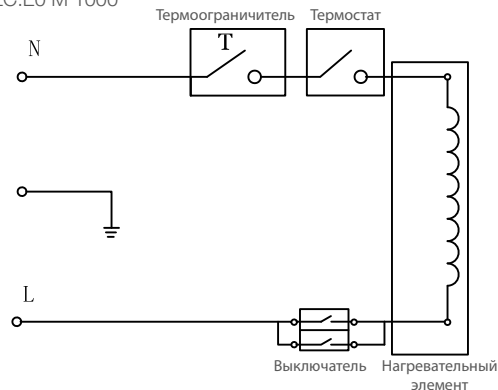 Термоограничитель Термостат
T
N
L
Выключатель Нагревательный
элемент